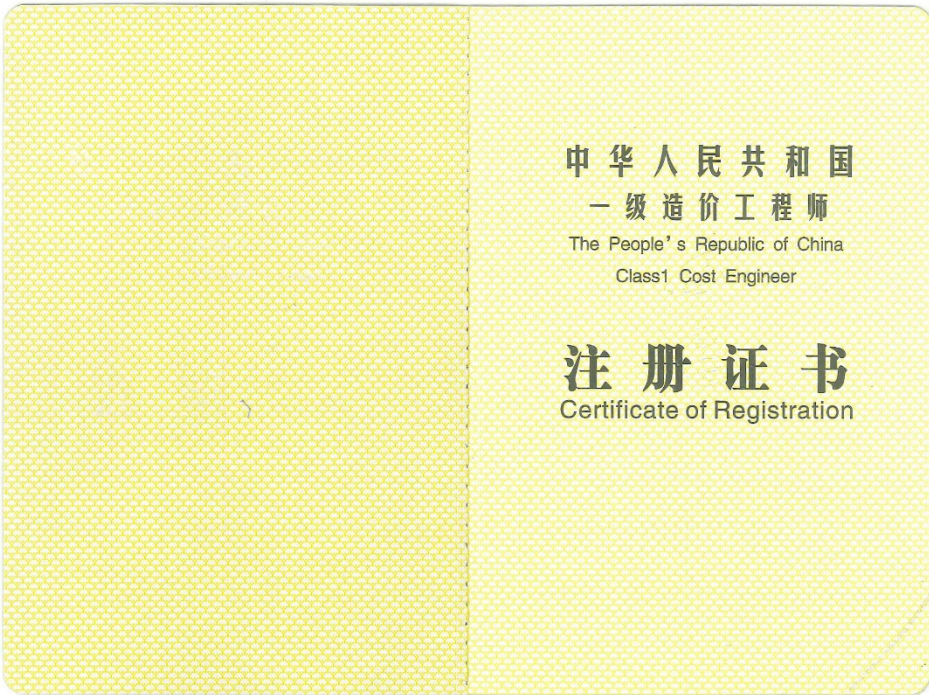 中华人民共和国
一级造价工程师
The People's Republic of China
Class1 Cost Engineer
注册证书
Certificate of Registration